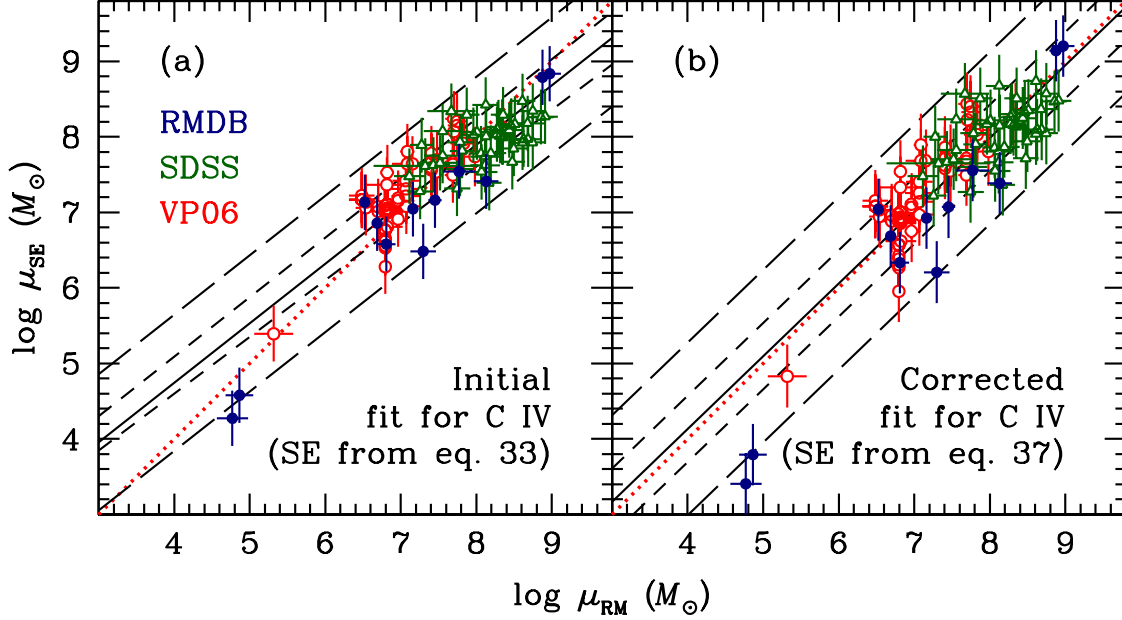 (a)
(b)
RMDB
SDSS
VP06
Initial
fit for C IV
(SE from eq. 33)
Corrected
fit for C IV
(SE from eq. 37)
9
8
7
6
5
4
4 5 6 7 8 9
4 5 6 7 8 9
log μSE (M⊙)
log μRM (M⊙)